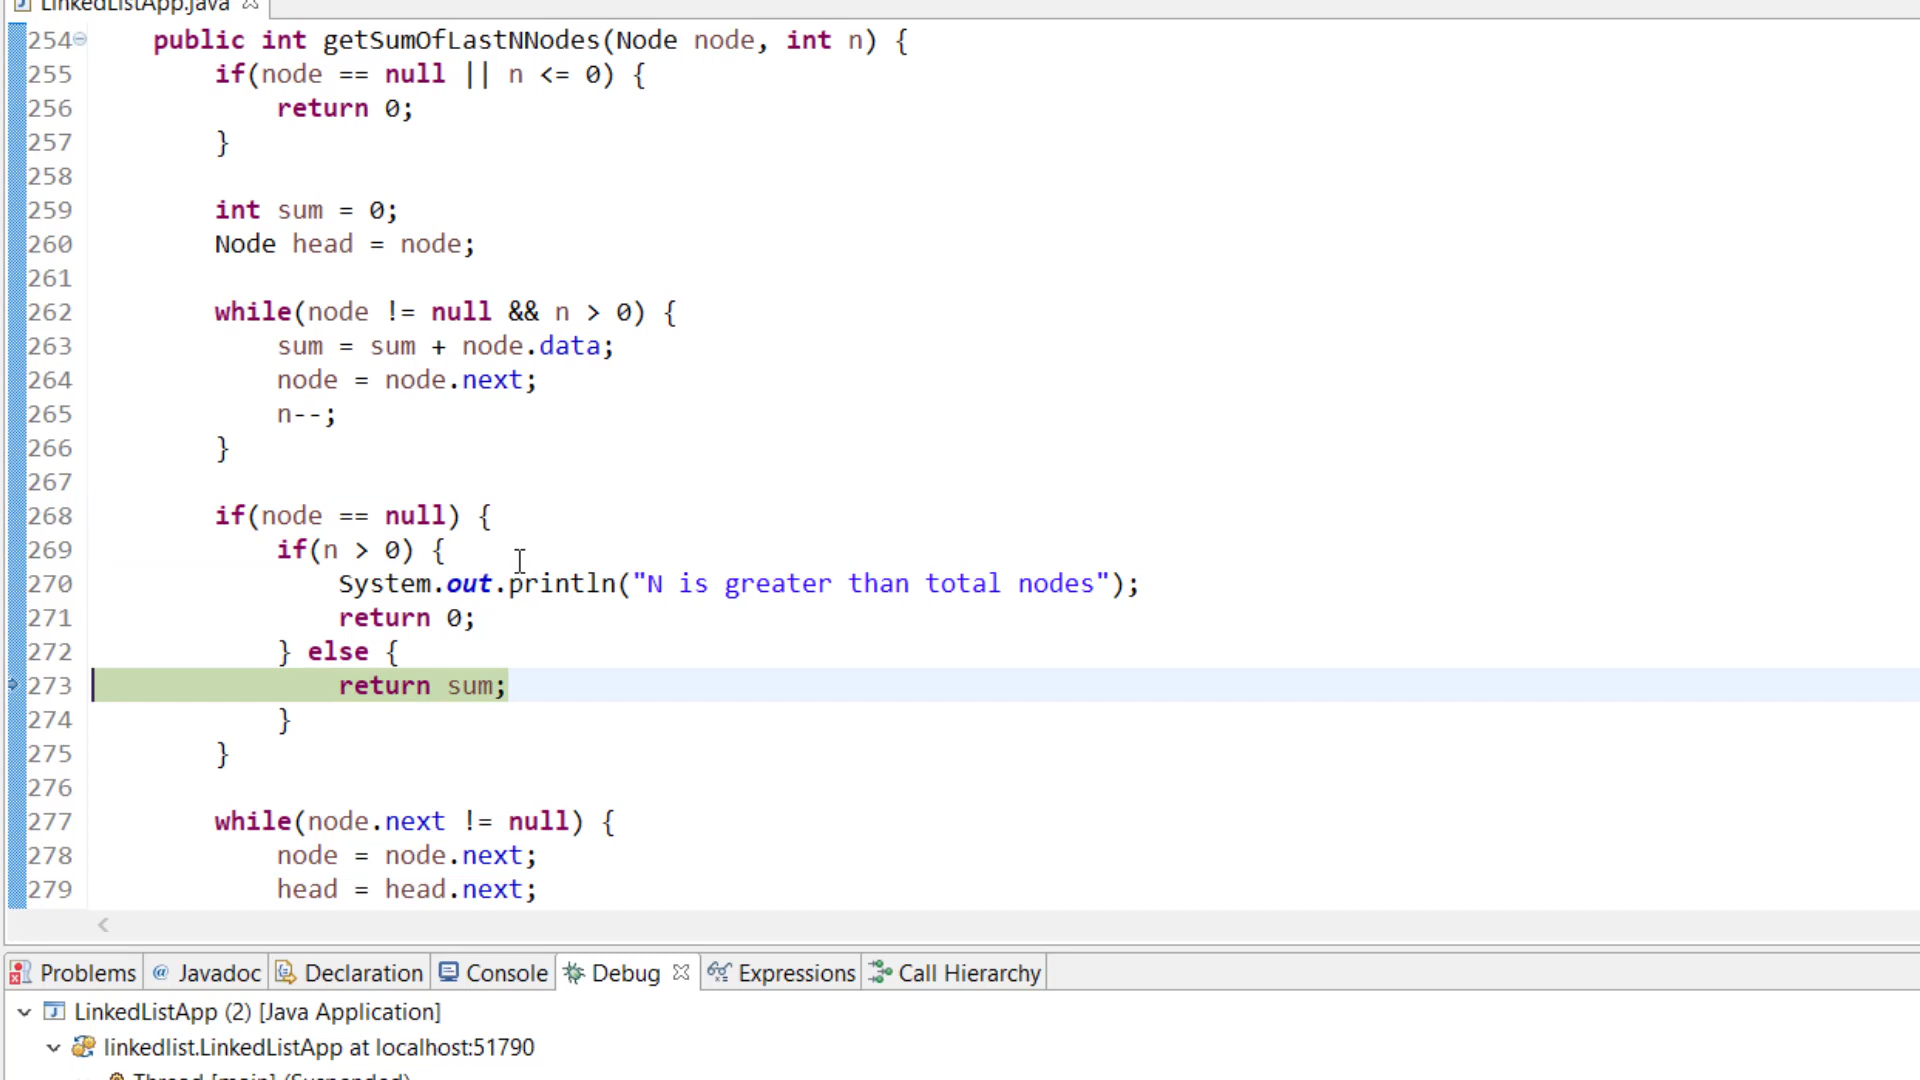 LinkedListApp.java
254 public int getSumOfLastNNodes(Node node, int n) {
255 if(node == null || n <= 0) {
256 return 0;
257 }
258
259 int sum = 0;
260 Node head = node;
261
262 while(node != null && n > 0) {
263 sum = sum + node.data;
264 node = node.next;
265 n--;
266 }
267
268 if(node == null) {
269 if(n > 0) {
270 System.out.println("N is greater than total nodes");
271 return 0;
272 } else {
273 return sum;
274 }
275 }
276
277 while(node.next != null) {
278 node = node.next;
279 head = head.next;
Problems @ Javadoc Declaration Console Debug Expressions Call Hierarchy
LinkedListApp (2) [Java Application]
linkedlist.LinkedListApp at localhost:51790
Thread [main] (Suspended)